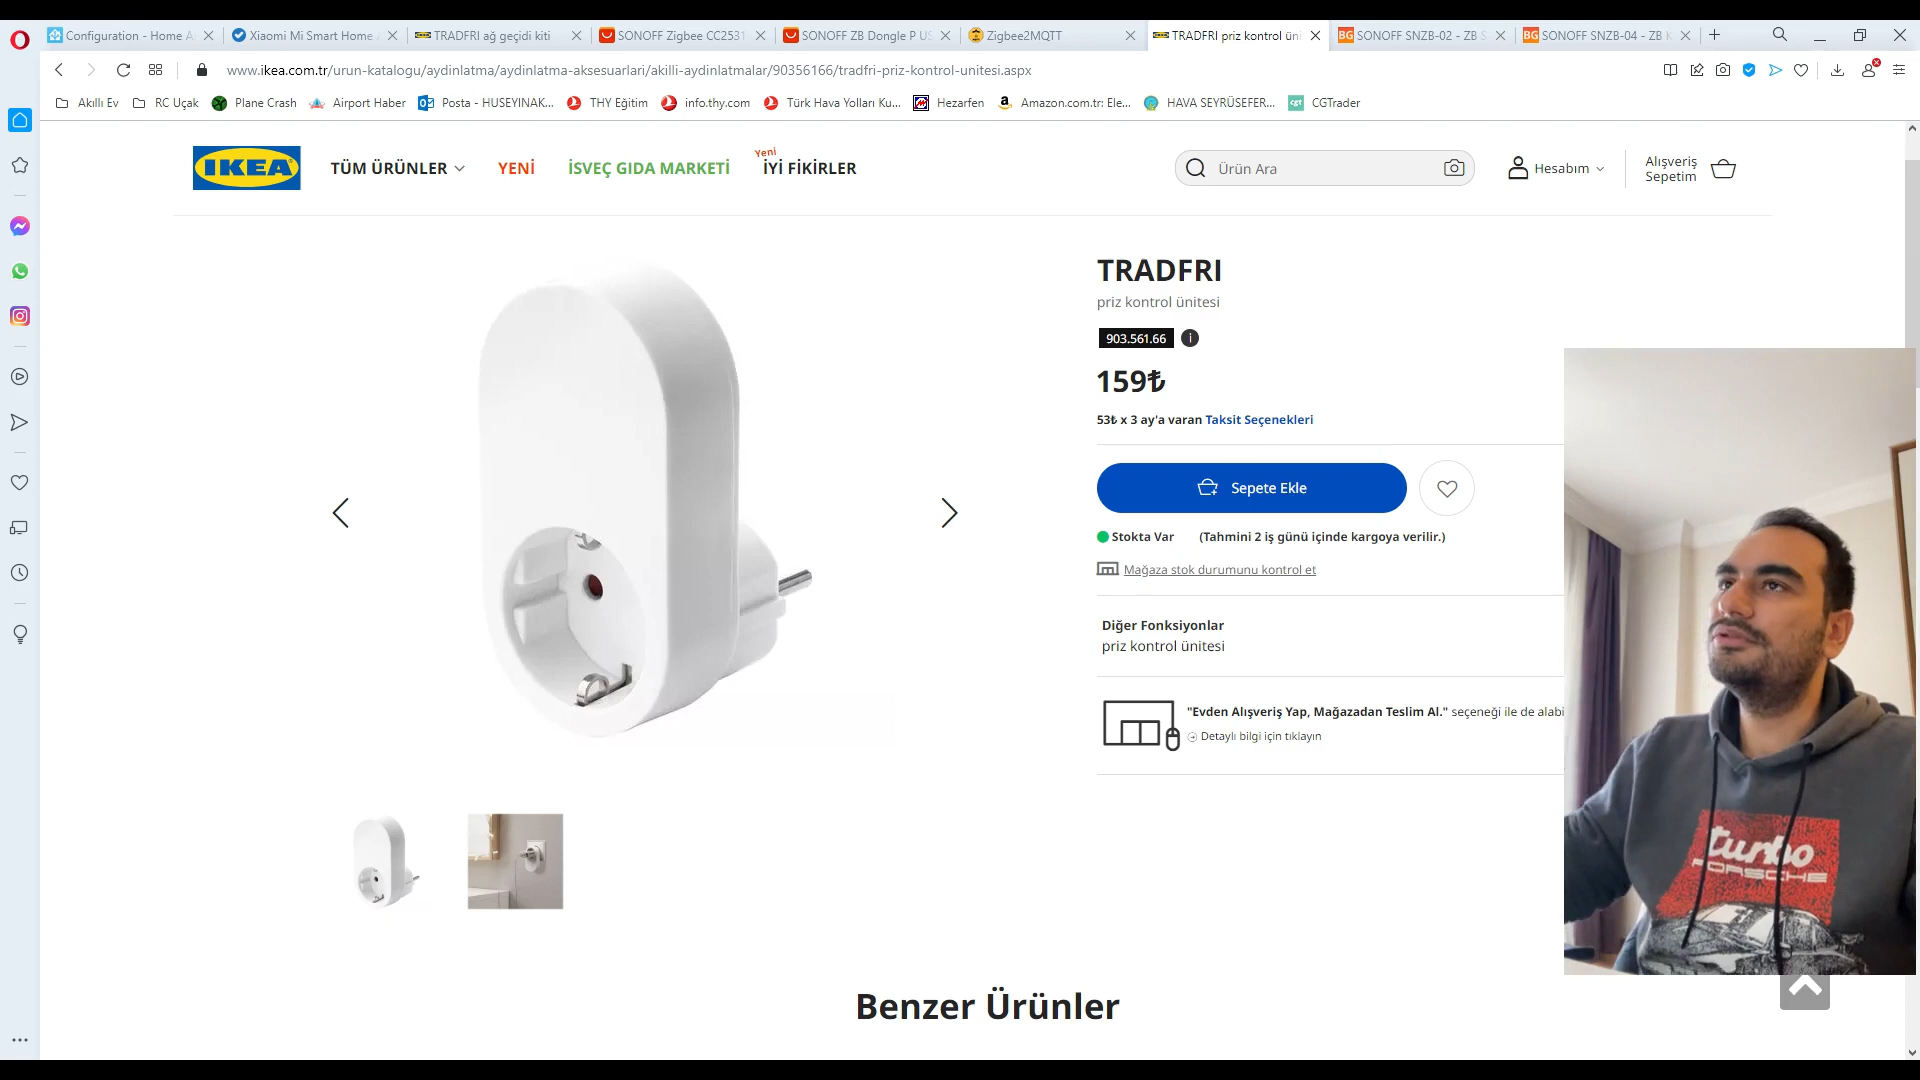 Configuration - Home A
Xiaomi Mi Smart Home
TRADFRI ağ geçidi kiti
SONOFF Zigbee CC2531
SONOFF ZB Dongle P US
Zigbee2MQTT
TRADFRI priz kontrol ün
BG SONOFF SNZB-02 - ZB S
BG SONOFF SNZB-04 - ZB K
www.ikea.com.tr/urun-katalogu/aydinlatma/aydinlatma-aksesuarlari/akilli-aydinlatmalar/90356166/tradfri-priz-kontrol-unitesi.aspx
Akıllı Ev
RC Uçak
Plane Crash
Airport Haber
Posta - HUSEYINAK...
THY Eğitim
info.thy.com
Türk Hava Yolları Ku...
Hezarfen
Amazon.com.tr: Ele...
HAVA SEYRÜSEFER...
cgt CGTrader
IKEA
TÜM ÜRÜNLER
YENİ
İSVEÇ GIDA MARKETİ
Yeni
İYİ FİKİRLER
Ürün Ara
Hesabım
Alışveriş
Sepetim
TRADFRI
priz kontrol ünitesi
903.561.66
159₺
53₺ x 3 ay'a varan Taksit Seçenekleri
Sepete Ekle
Stokta Var (Tahmini 2 iş günü içinde kargoya verilir.)
Mağaza stok durumunu kontrol et
Diğer Fonksiyonlar
priz kontrol ünitesi
"Evden Alışveriş Yap, Mağazadan Teslim Al." seçeneği ile de alabi
Detaylı bilgi için tıklayın
turbo
PORSCHE
Benzer Ürünler